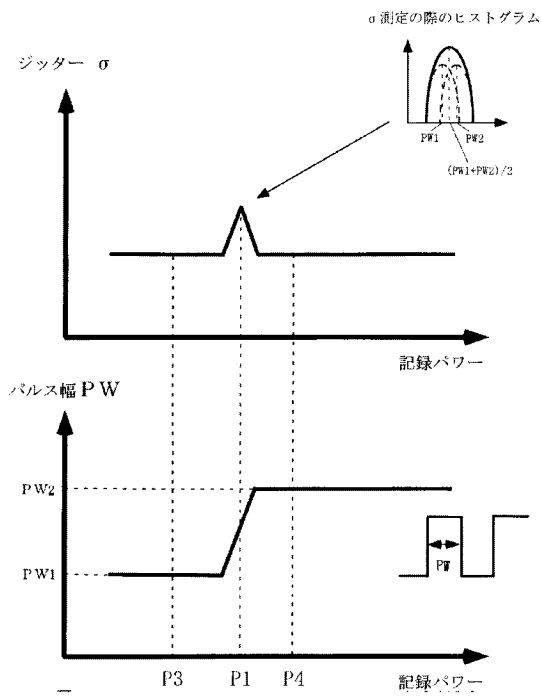 σ測定の際のヒストグラム
ジッター σ
PW1
PW2
(PW1+PW2)/2
記録パワー
パルス幅PW
PW2
PW1
PW
P3
P1
P4
記録パワー